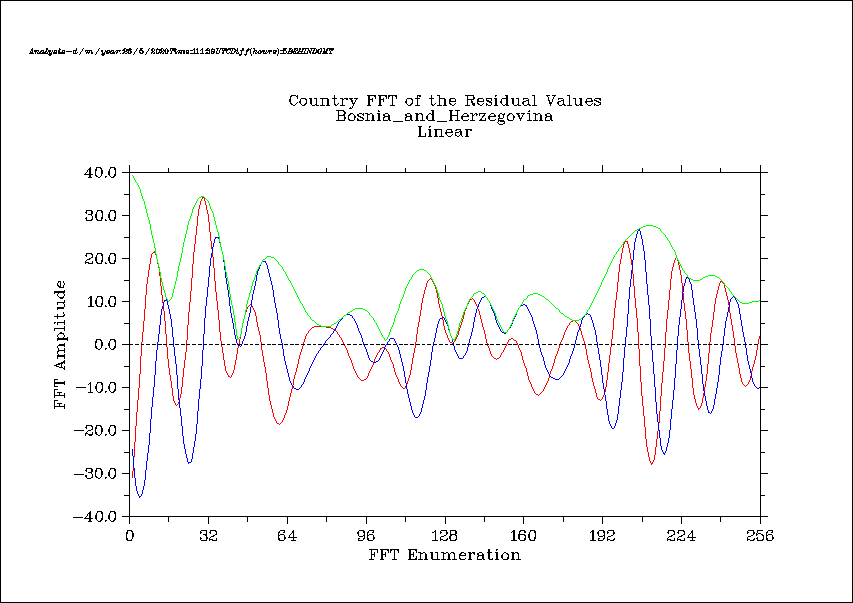 Country FFT of the Residual Values
Bosnia_and_Herzegovina
Linear
FFT Amplitude
40.0
30.0
20.0
10.0
0.0
−10.0
−20.0
−30.0
−40.0
0 32 64 96 128 160 192 224 256
FFT Enumeration